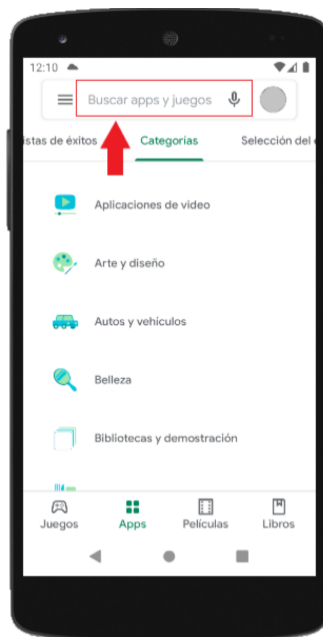 12:10
Buscar apps y juegos
istas de éxitos Categorías Selección del
Aplicaciones de video
Arte y diseño
Autos y vehículos
Belleza
Bibliotecas y demostración
Juegos Apps Películas Libros